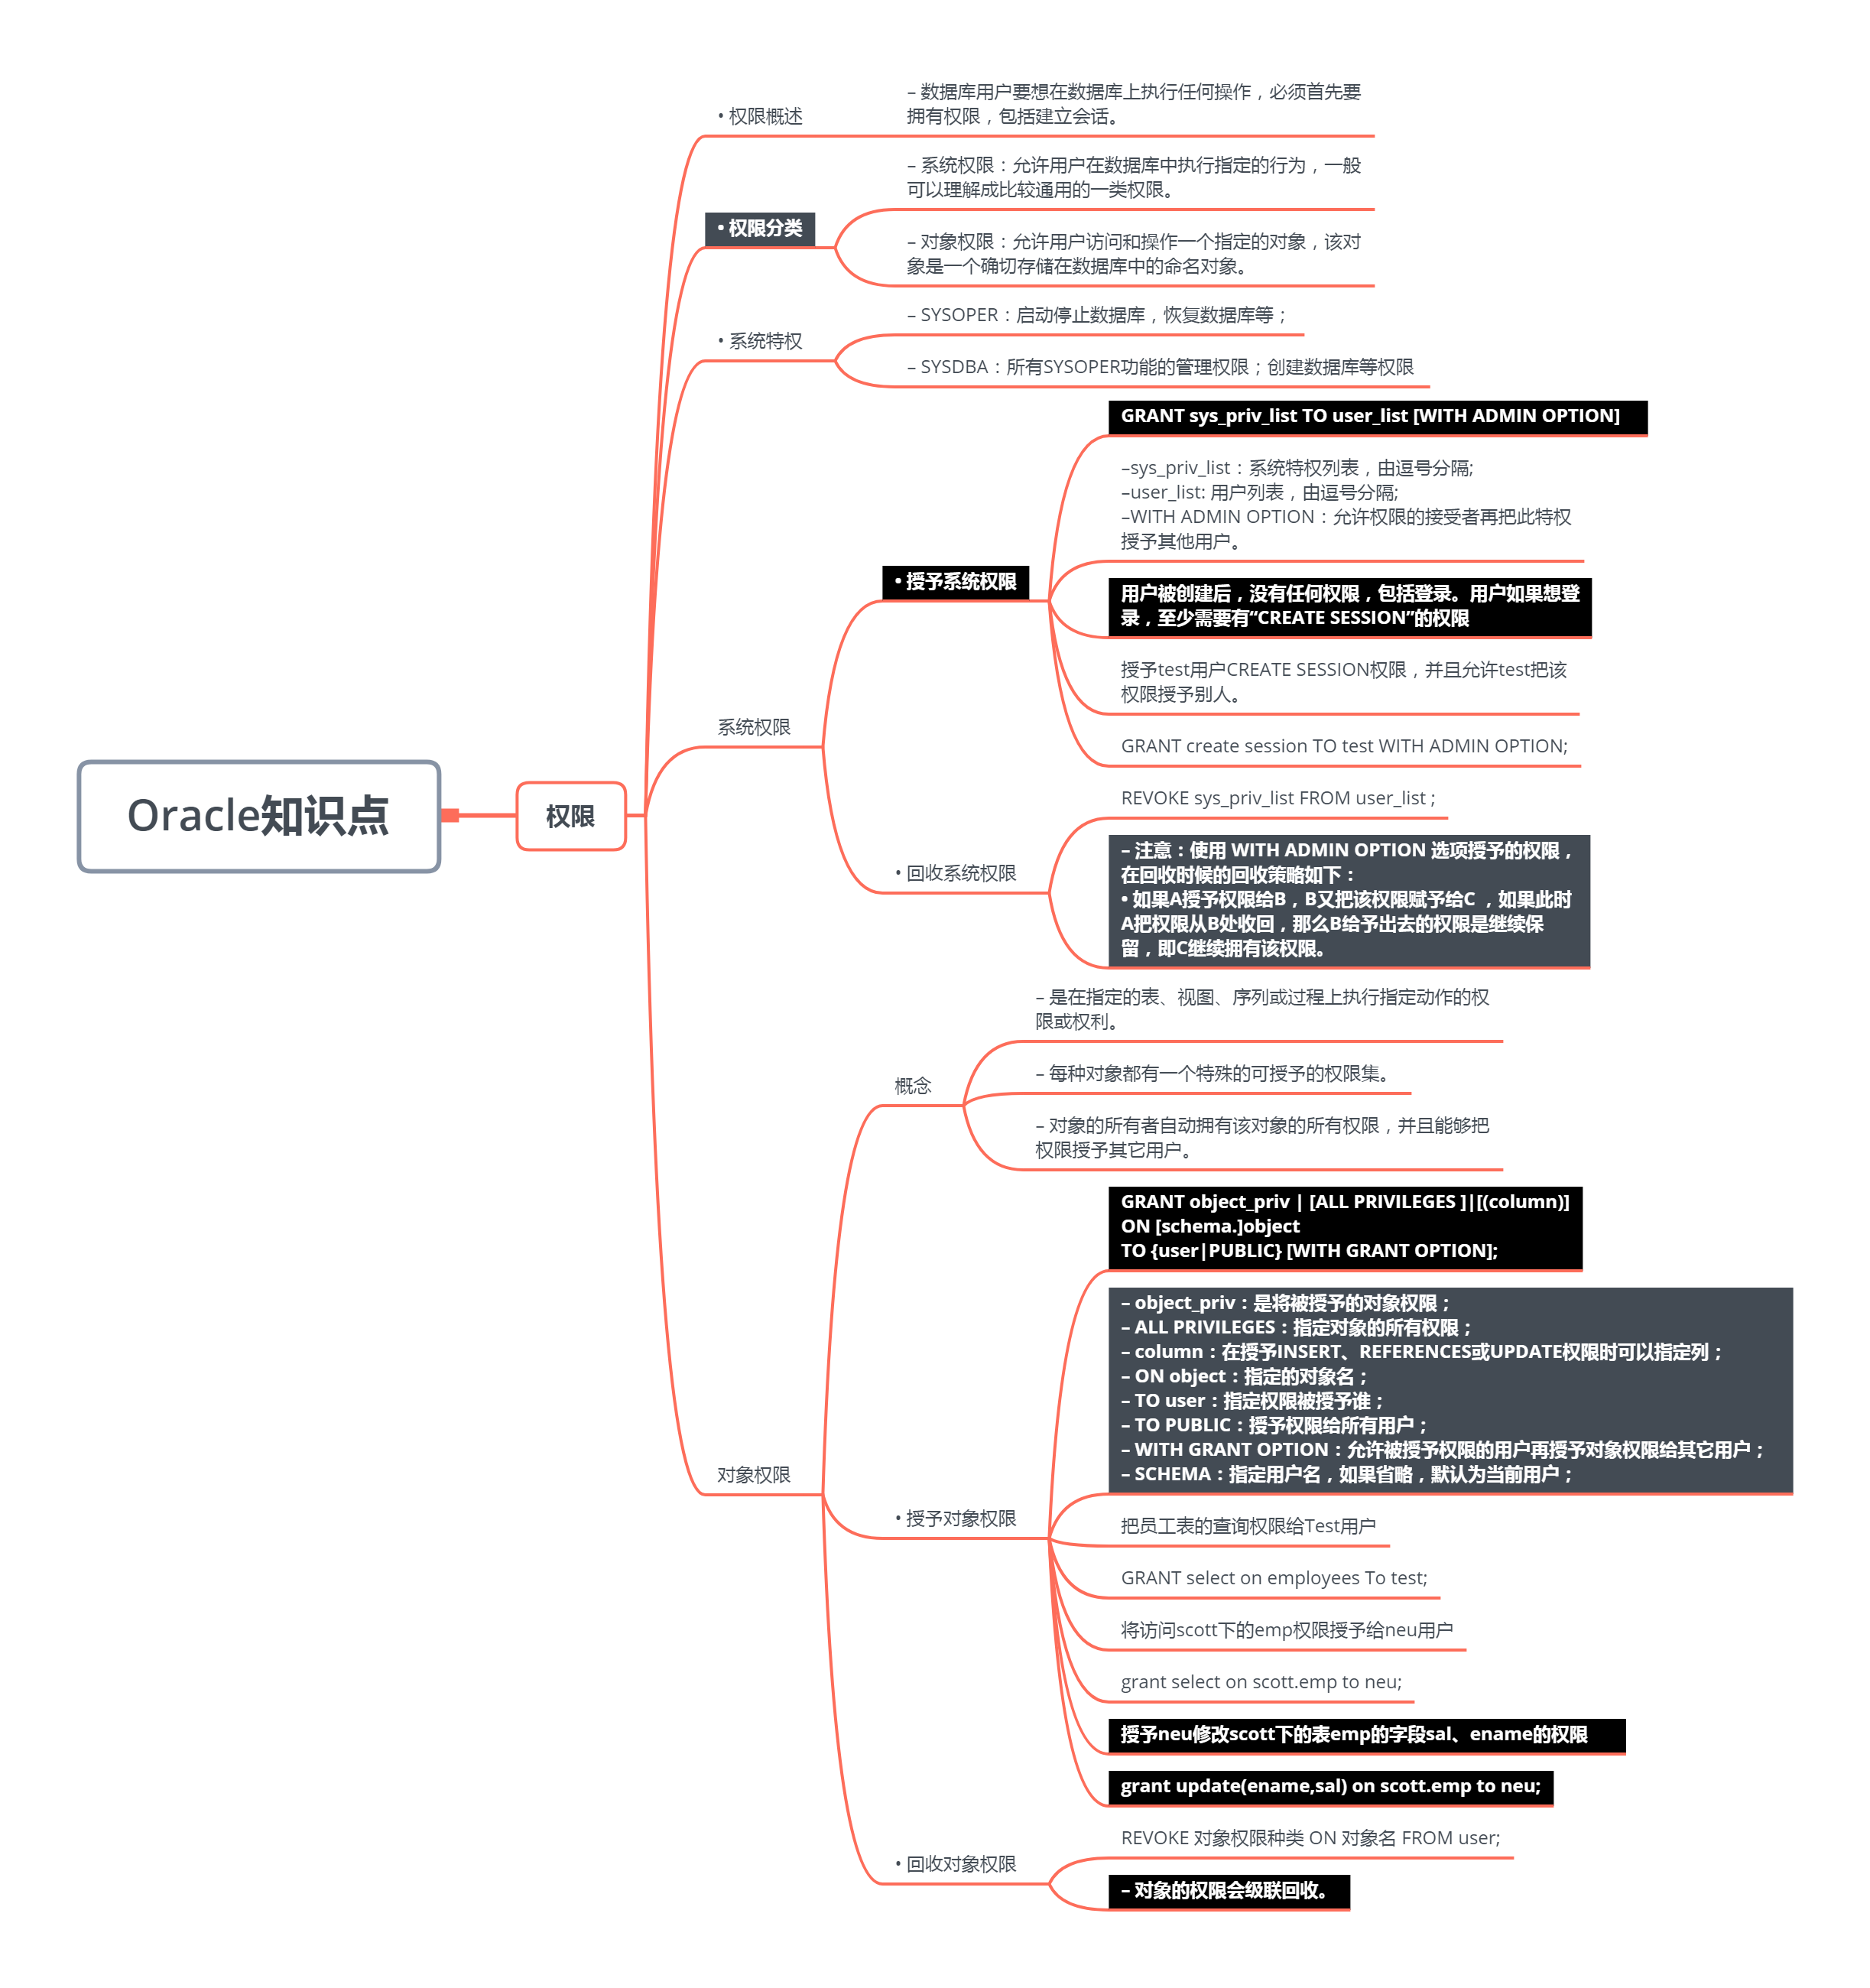 Oracle知识点
权限
• 权限概述
– 数据库用户要想在数据库上执行任何操作，必须首先要
拥有权限，包括建立会话。
• 权限分类
– 系统权限：允许用户在数据库中执行指定的行为，一般
可以理解成比较通用的一类权限。
– 对象权限：允许用户访问和操作一个指定的对象，该对
象是一个确切存储在数据库中的命名对象。
• 系统特权
– SYSOPER：启动停止数据库，恢复数据库等；
– SYSDBA：所有SYSOPER功能的管理权限；创建数据库等权限
系统权限
• 授予系统权限
GRANT sys_priv_list TO user_list [WITH ADMIN OPTION]
–sys_priv_list：系统特权列表，由逗号分隔;
–user_list: 用户列表，由逗号分隔;
–WITH ADMIN OPTION：允许权限的接受者再把此特权
授予其他用户。
用户被创建后，没有任何权限，包括登录。用户如果想登
录，至少需要有“CREATE SESSION”的权限
授予test用户CREATE SESSION权限，并且允许test把该
权限授予别人。
GRANT create session TO test WITH ADMIN OPTION;
• 回收系统权限
REVOKE sys_priv_list FROM user_list ;
– 注意：使用 WITH ADMIN OPTION 选项授予的权限，
在回收时候的回收策略如下：
• 如果A授予权限给B，B又把该权限赋予给C ，如果此时
A把权限从B处收回，那么B给予出去的权限是继续保
留，即C继续拥有该权限。
对象权限
概念
– 是在指定的表、视图、序列或过程上执行指定动作的权
限或权利。
– 每种对象都有一个特殊的可授予的权限集。
– 对象的所有者自动拥有该对象的所有权限，并且能够把
权限授予其它用户。
• 授予对象权限
GRANT object_priv | [ALL PRIVILEGES ]|[(column)]
ON [schema.]object
TO {user|PUBLIC} [WITH GRANT OPTION];
– object_priv：是将被授予的对象权限；
– ALL PRIVILEGES：指定对象的所有权限；
– column：在授予INSERT、REFERENCES或UPDATE权限时可以指定列；
– ON object：指定的对象名；
– TO user：指定权限被授予谁；
– TO PUBLIC：授予权限给所有用户；
– WITH GRANT OPTION：允许被授予权限的用户再授予对象权限给其它用户；
– SCHEMA：指定用户名，如果省略，默认为当前用户；
把员工表的查询权限给Test用户
GRANT select on employees To test;
将访问scott下的emp权限授予给neu用户
grant select on scott.emp to neu;
授予neu修改scott下的表emp的字段sal、ename的权限
grant update(ename,sal) on scott.emp to neu;
• 回收对象权限
REVOKE 对象权限种类 ON 对象名 FROM user;
– 对象的权限会级联回收。